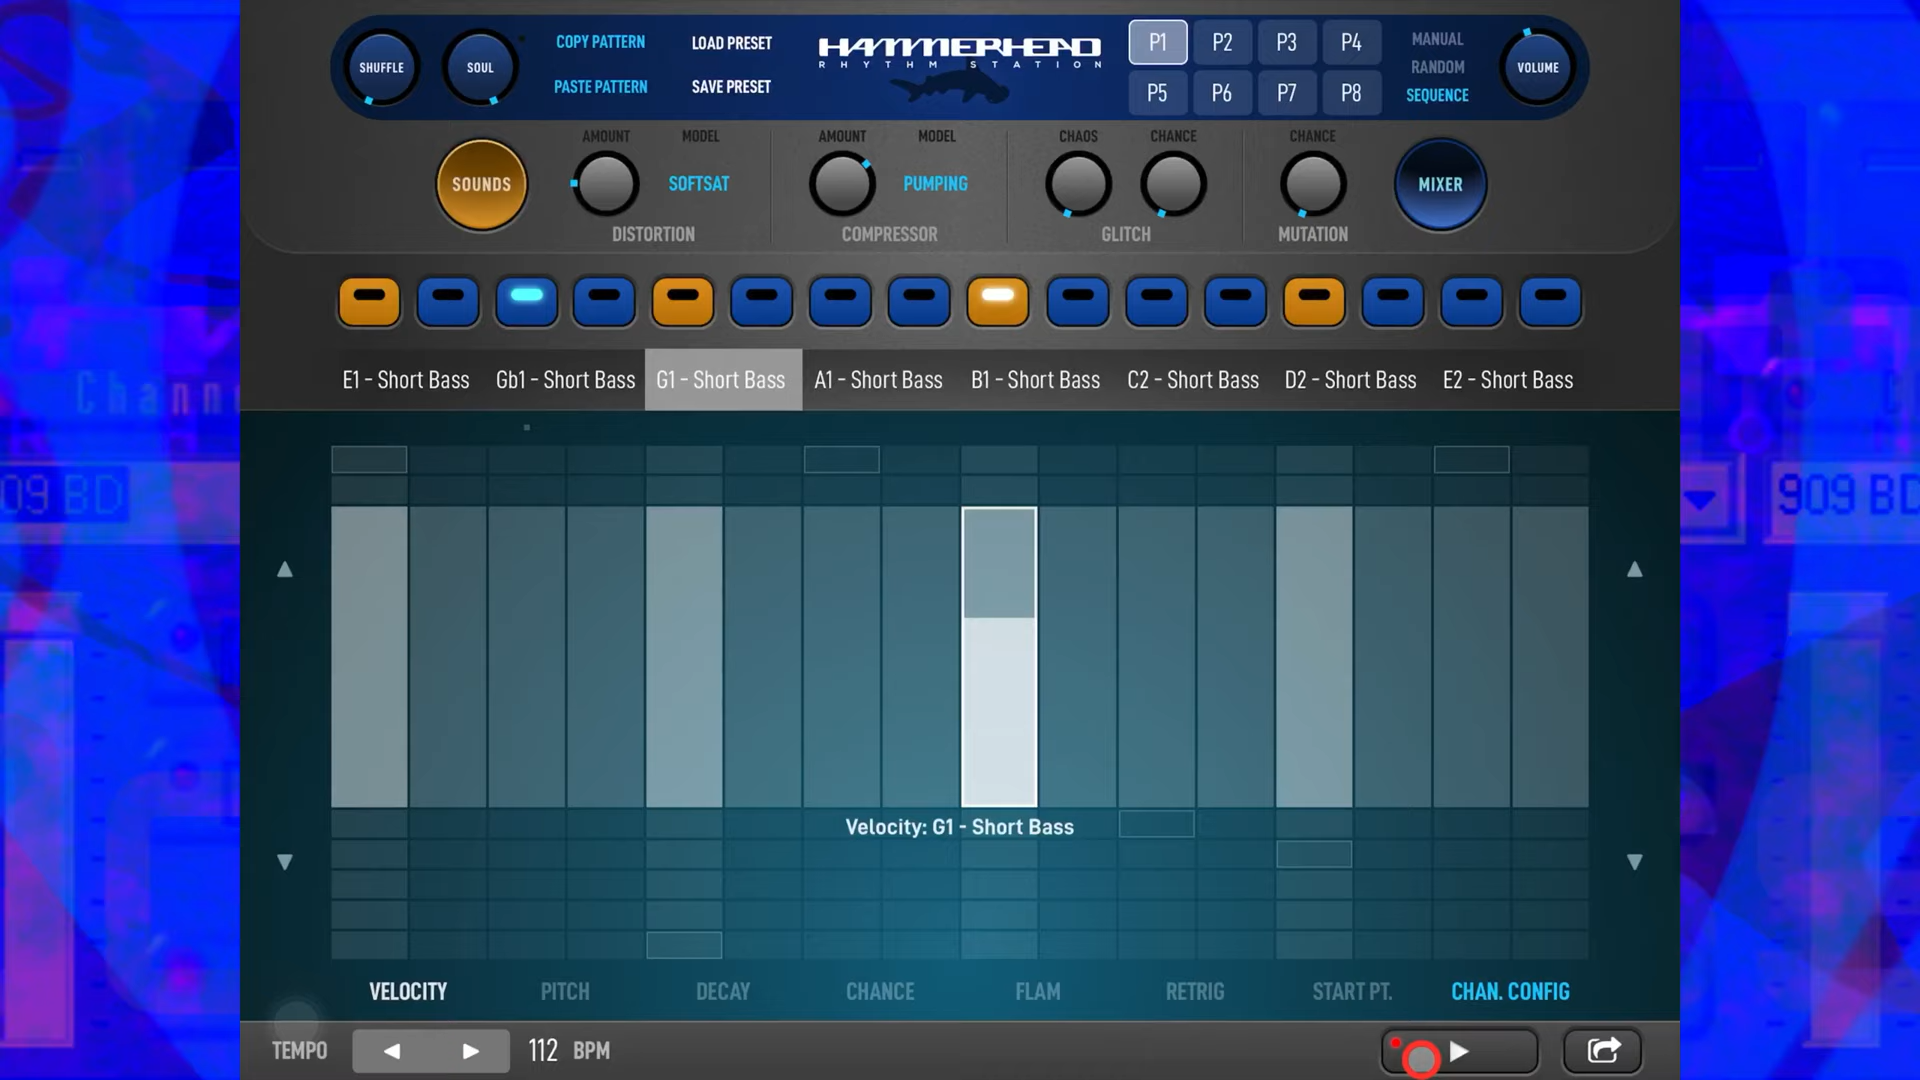 SHUFFLE
SOUL
COPY PATTERN
PASTE PATTERN
LOAD PRESET
SAVE PRESET
HAMMERHEAD
RHYTHM STATION
P1 P2 P3 P4
P5 P6 P7 P8
MANUAL
RANDOM
SEQUENCE
VOLUME
SOUNDS
AMOUNT MODEL
SOFTSAT
DISTORTION
AMOUNT MODEL
PUMPING
COMPRESSOR
CHAOS CHANCE
GLITCH
CHANCE
MUTATION
MIXER
E1 - Short Bass Gb1 - Short Bass G1 - Short Bass A1 - Short Bass B1 - Short Bass C2 - Short Bass D2 - Short Bass E2 - Short Bass
Chann
09 BD
909 BD
Velocity: G1 - Short Bass
VELOCITY PITCH DECAY CHANCE FLAM RETRIG START PT. CHAN. CONFIG
TEMPO 112 BPM